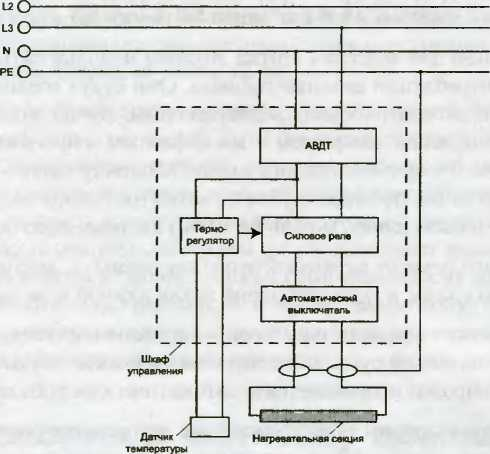 L2
L3
N
PE
АВДТ
Термо-
регулятор
Силовое реле
Автоматический
выключатель
Шкаф
управления
Датчик
температуры
Нагревательная секция